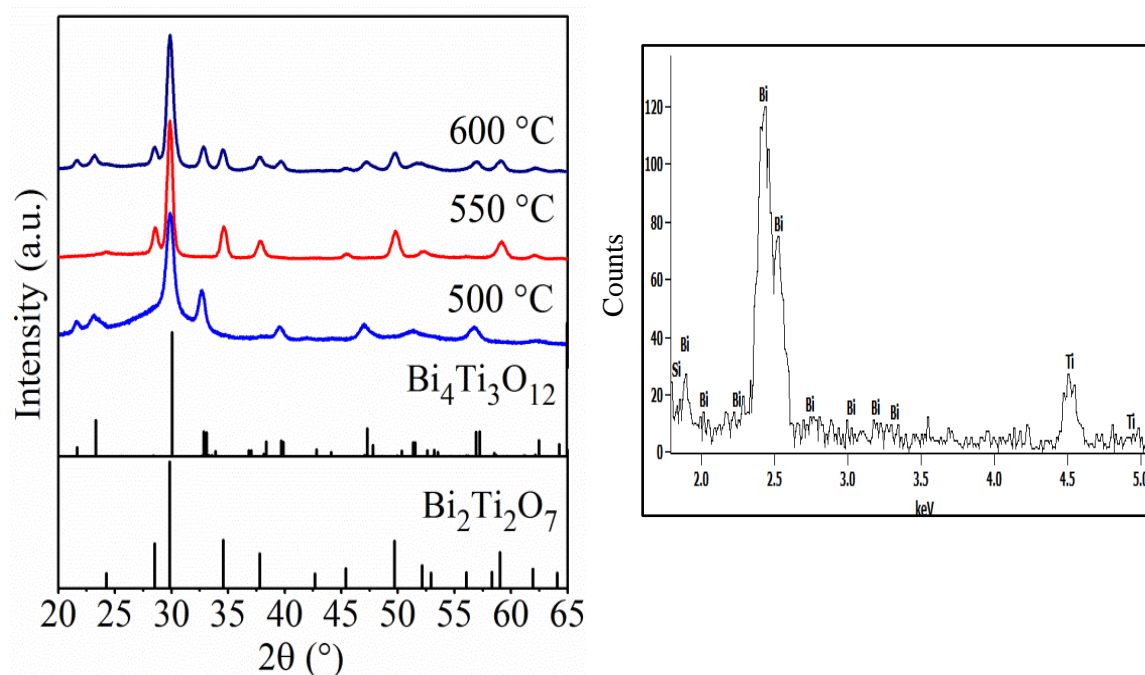 Intensity (a.u.)
600 °C
550 °C
500 °C
Bi4Ti3O12
Bi2Ti2O7
20 25 30 35 40 45 50 55 60 65
2θ (°)
Counts
120
100
80
60
40
20
0
Bi
Bi
Bi
Si
Bi
Bi
Bi
Bi
Bi
Bi
Ti
Ti
2.0 2.5 3.0 3.5 4.0 4.5 5.0
keV